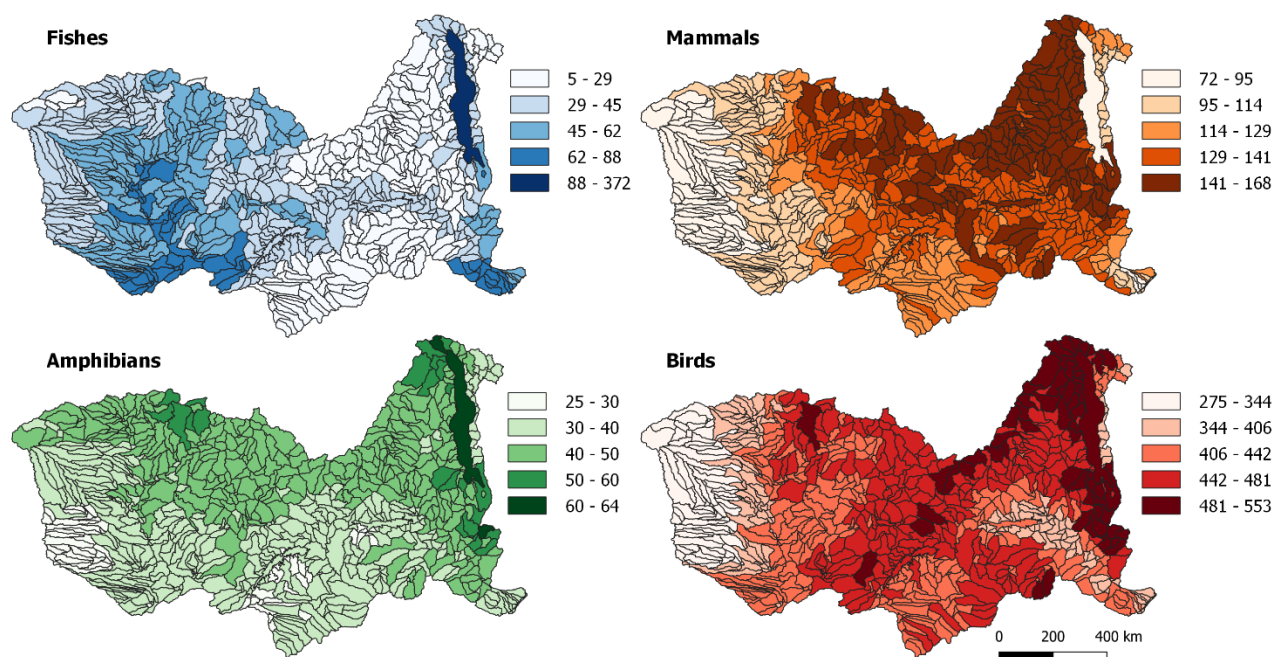 Fishes
5 - 29
29 - 45
45 - 62
62 - 88
88 - 372
Mammals
72 - 95
95 - 114
114 - 129
129 - 141
141 - 168
Amphibians
25 - 30
30 - 40
40 - 50
50 - 60
60 - 64
Birds
275 - 344
344 - 406
406 - 442
442 - 481
481 - 553
0 200 400 km